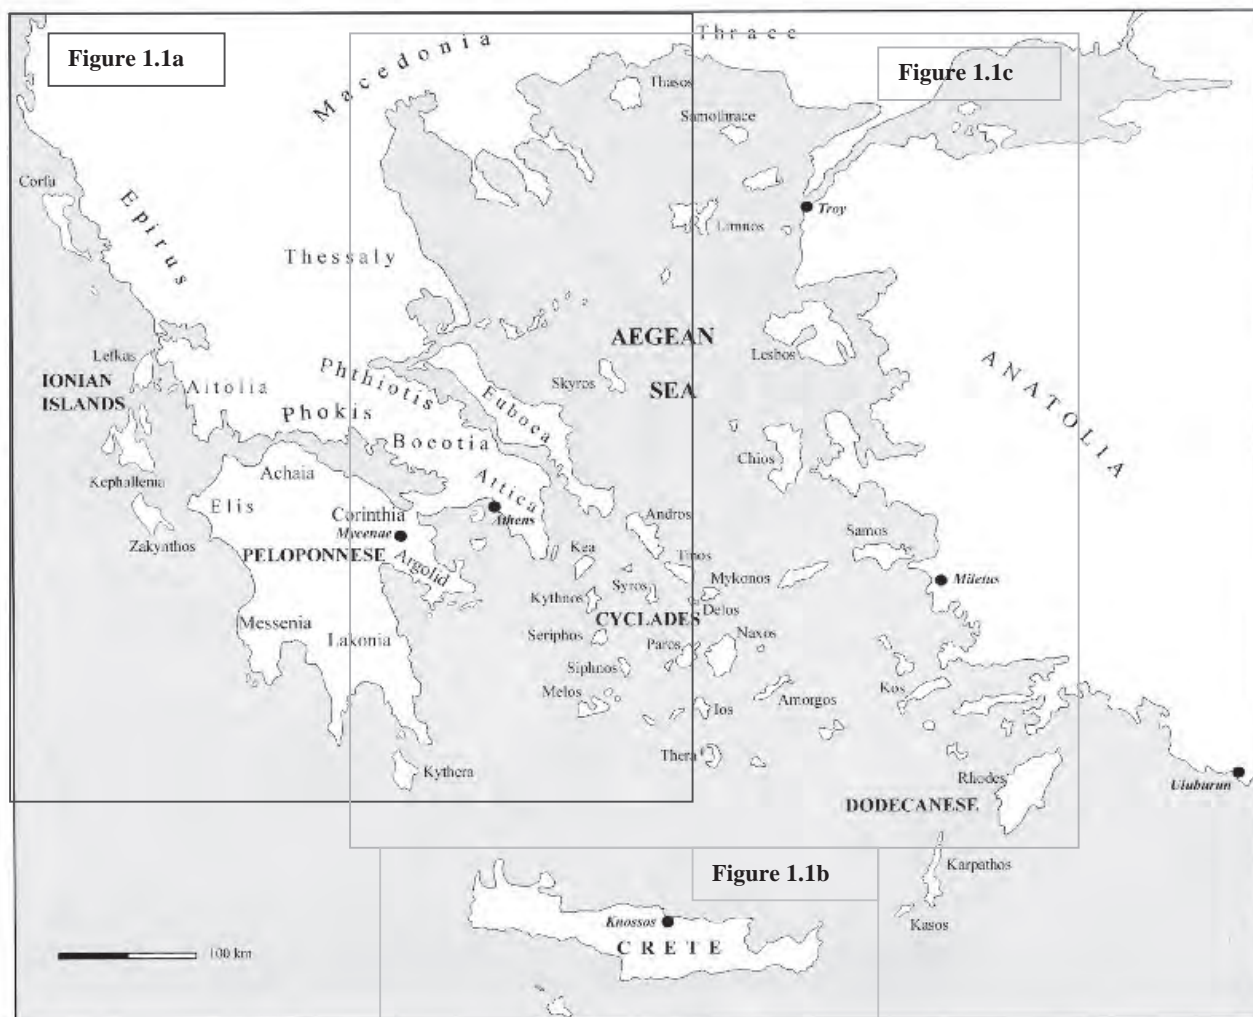 Figure 1.1a
Macedonia
Thrace
Figure 1.1c
Thasos
Samothrace
Corfu
Epirus
Troy
Limnos
Thessaly
AEGEAN
SEA
Lesbos
ANATOLIA
Lefkas
IONIAN
ISLANDS
Aitolia
Phthiotis
Skyros
Euboea
Phokis
Boeotia
Chios
Achaia
Attica
Kephallenia
Elis
Corinthia
Athens
Andros
Mycenae
Zakynthos
PELOPONNESE
Argolid
Kea
Tinos
Samos
Miletus
Syros
Mykonos
Kythnos
Delos
CYCLADES
Messenia
Lakonia
Seriphos
Paros
Naxos
Siphnos
Melos
Amorgos
Kos
Ios
Thera
Kythera
Rhodes
Uluburun
DODECANESE
Figure 1.1b
Karpathos
Knossos
Kasos
CRETE
100 km